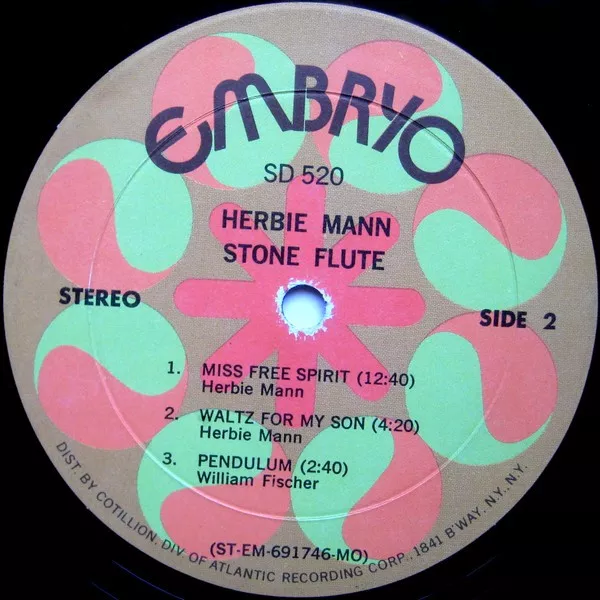 EMBRYO
SD 520
HERBIE MANN
STONE FLUTE
STEREO
SIDE 2
1. MISS FREE SPIRIT (12:40)
Herbie Mann
2. WALTZ FOR MY SON (4:20)
Herbie Mann
3. PENDULUM (2:40)
William Fischer
(ST-EM-691746-MO)
DIST. BY COTILLION, DIV OF ATLANTIC RECORDING CORP., 1841 B'WAY, N.Y., N.Y.